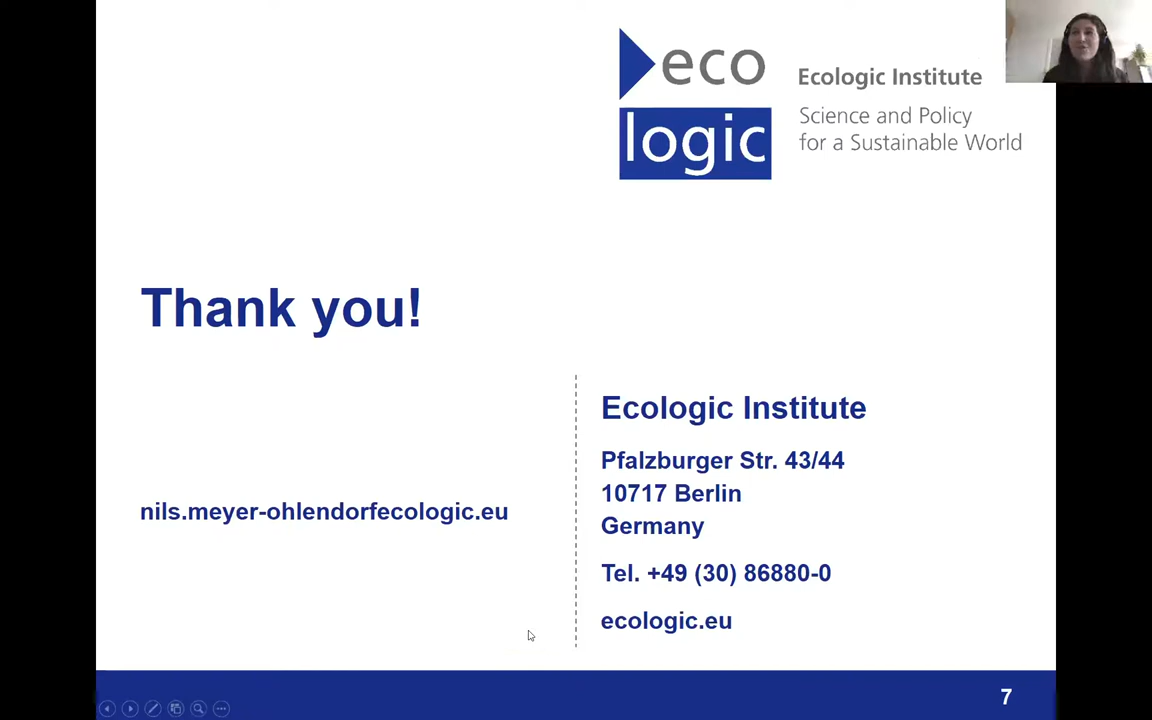 eco
logic
Ecologic Institute
Science and Policy
for a Sustainable World
Thank you!
nils.meyer-ohlendorfecologic.eu
Ecologic Institute
Pfalzburger Str. 43/44
10717 Berlin
Germany
Tel. +49 (30) 86880-0
ecologic.eu
7